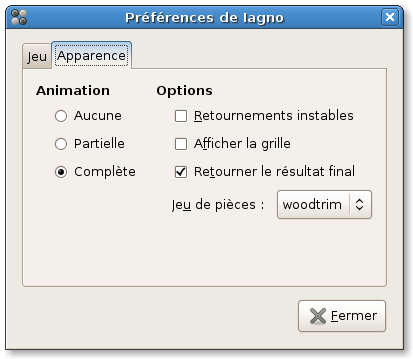 Préférences de Iagno
Jeu Apparence
Animation Options
Aucune Retournements instables
Partielle Afficher la grille
Complète Retourner le résultat final
Jeu de pièces : woodtrim
Fermer